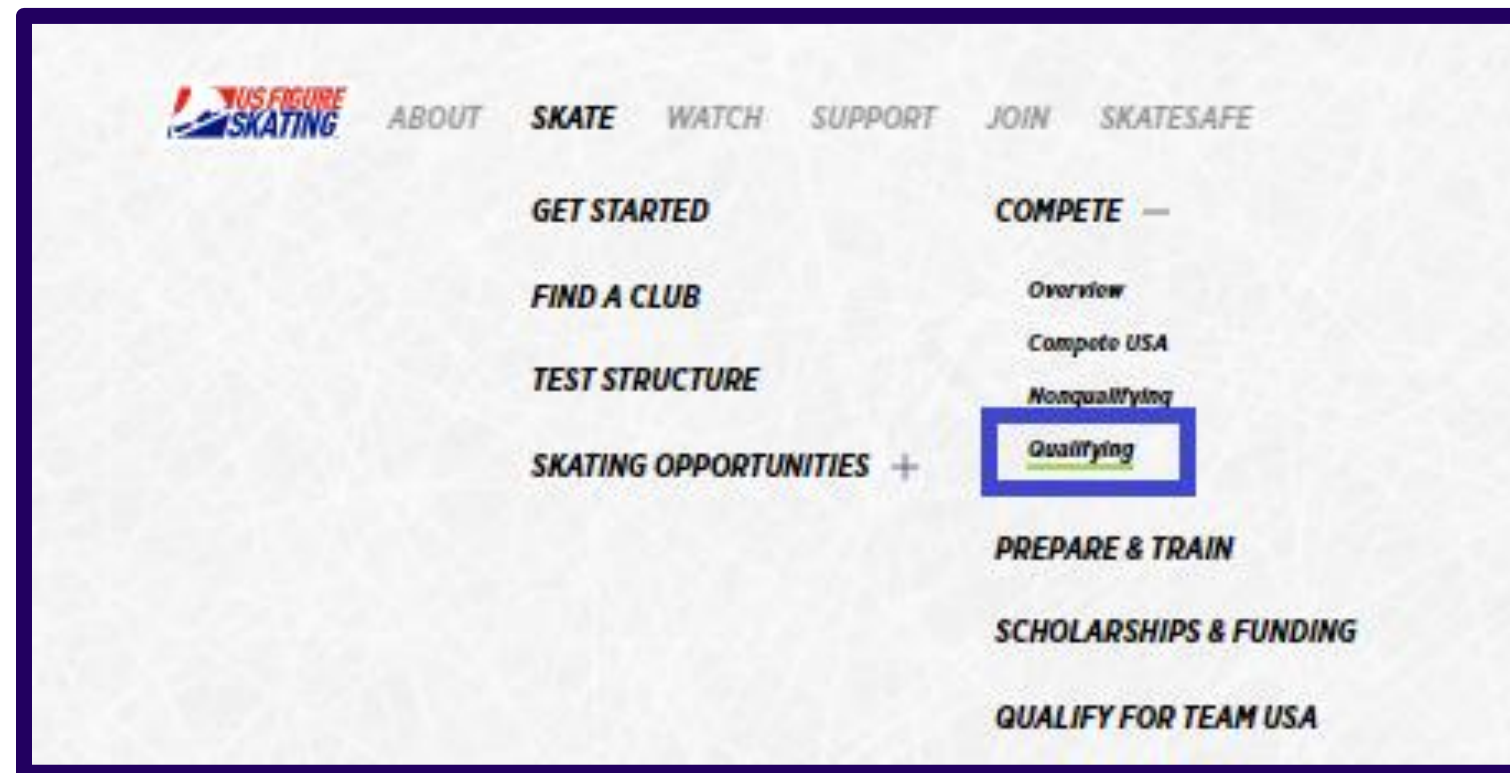 US FIGURE
SKATING
ABOUT SKATE WATCH SUPPORT JOIN SKATESAFE
GET STARTED
FIND A CLUB
TEST STRUCTURE
SKATING OPPORTUNITIES +
COMPETE —
Overview
Compete USA
Nonqualifying
Qualifying
PREPARE & TRAIN
SCHOLARSHIPS & FUNDING
QUALIFY FOR TEAM USA